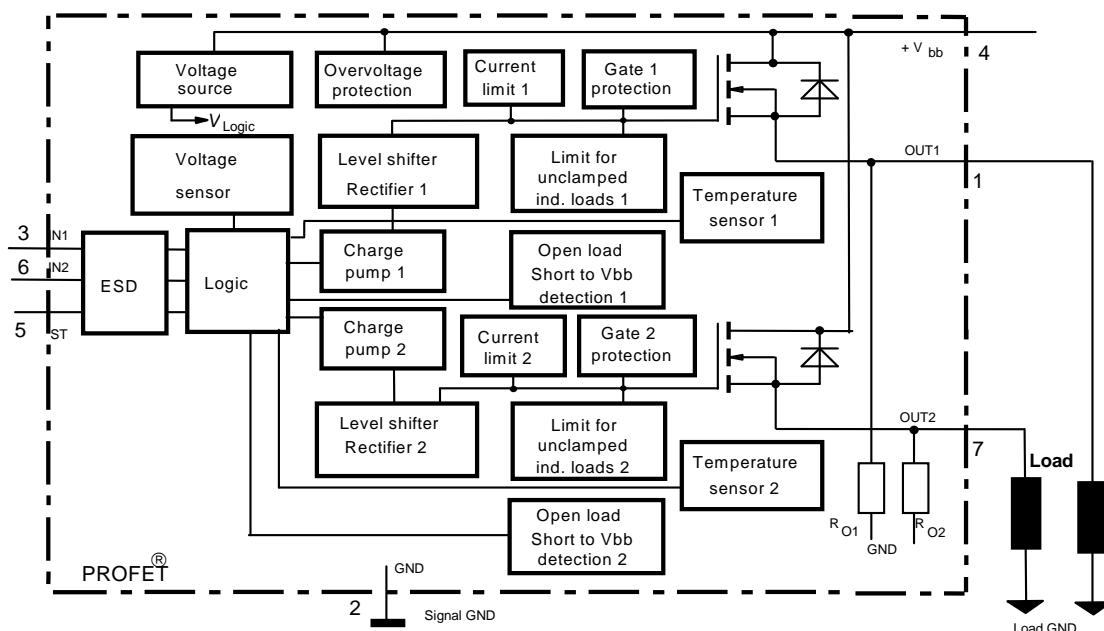 + V bb
4
Voltage
source
Overvoltage
protection
Current
limit 1
Gate 1
protection
V Logic
Voltage
sensor
Level shifter
Rectifier 1
Limit for
unclamped
ind. loads 1
OUT1
1
Temperature
sensor 1
3
IN1
6
IN2
5
ST
ESD
Logic
Charge
pump 1
Open load
Short to Vbb
detection 1
Charge
pump 2
Current
limit 2
Gate 2
protection
Level shifter
Rectifier 2
Limit for
unclamped
ind. loads 2
OUT2
7
Load
Temperature
sensor 2
R O1
GND
R O2
Open load
Short to Vbb
detection 2
PROFET®
GND
2
Signal GND
Load GND